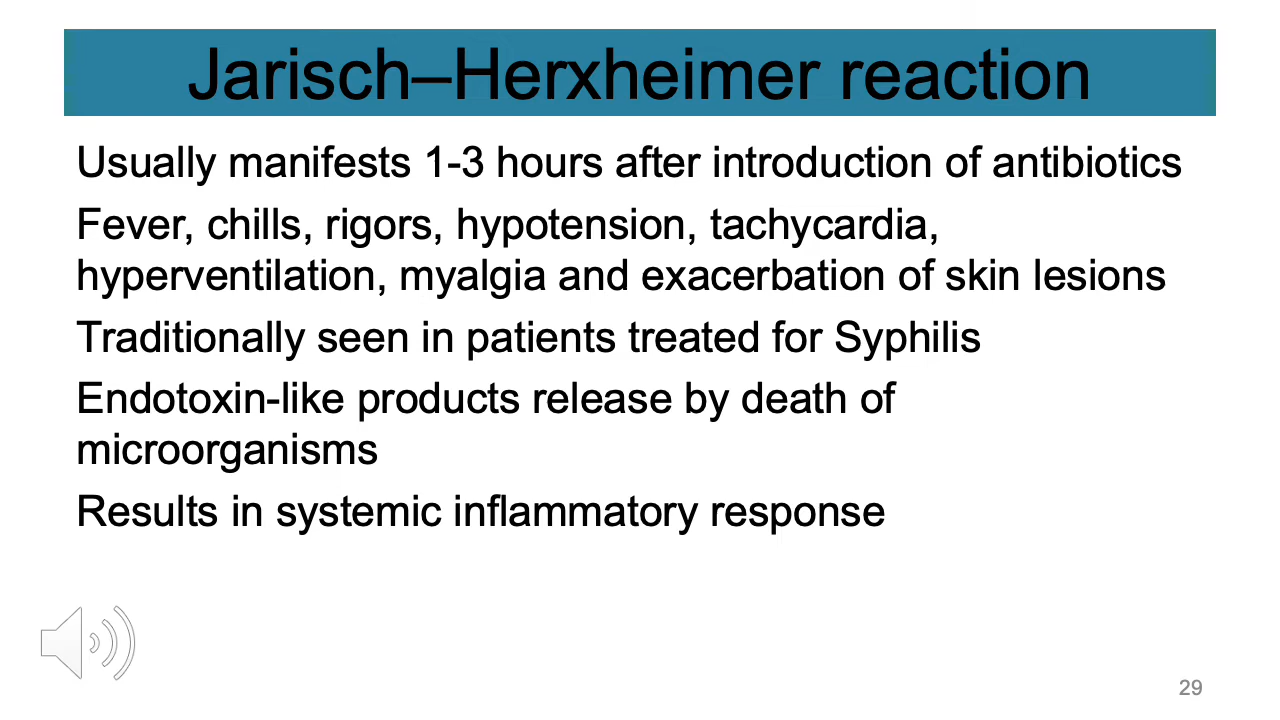 Jarisch–Herxheimer reaction
Usually manifests 1-3 hours after introduction of antibiotics
Fever, chills, rigors, hypotension, tachycardia,
hyperventilation, myalgia and exacerbation of skin lesions
Traditionally seen in patients treated for Syphilis
Endotoxin-like products release by death of
microorganisms
Results in systemic inflammatory response
29